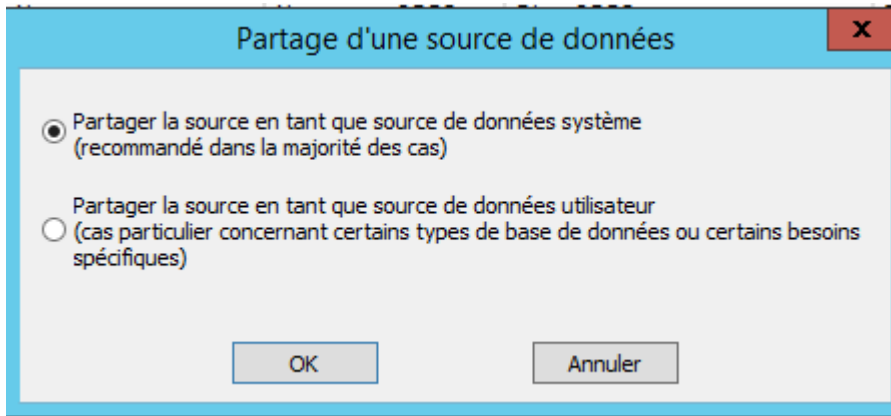 Partage d'une source de données
x
Partager la source en tant que source de données système
(recommandé dans la majorité des cas)
Partager la source en tant que source de données utilisateur
(cas particulier concernant certains types de base de données ou certains besoins
spécifiques)
OK
Annuler